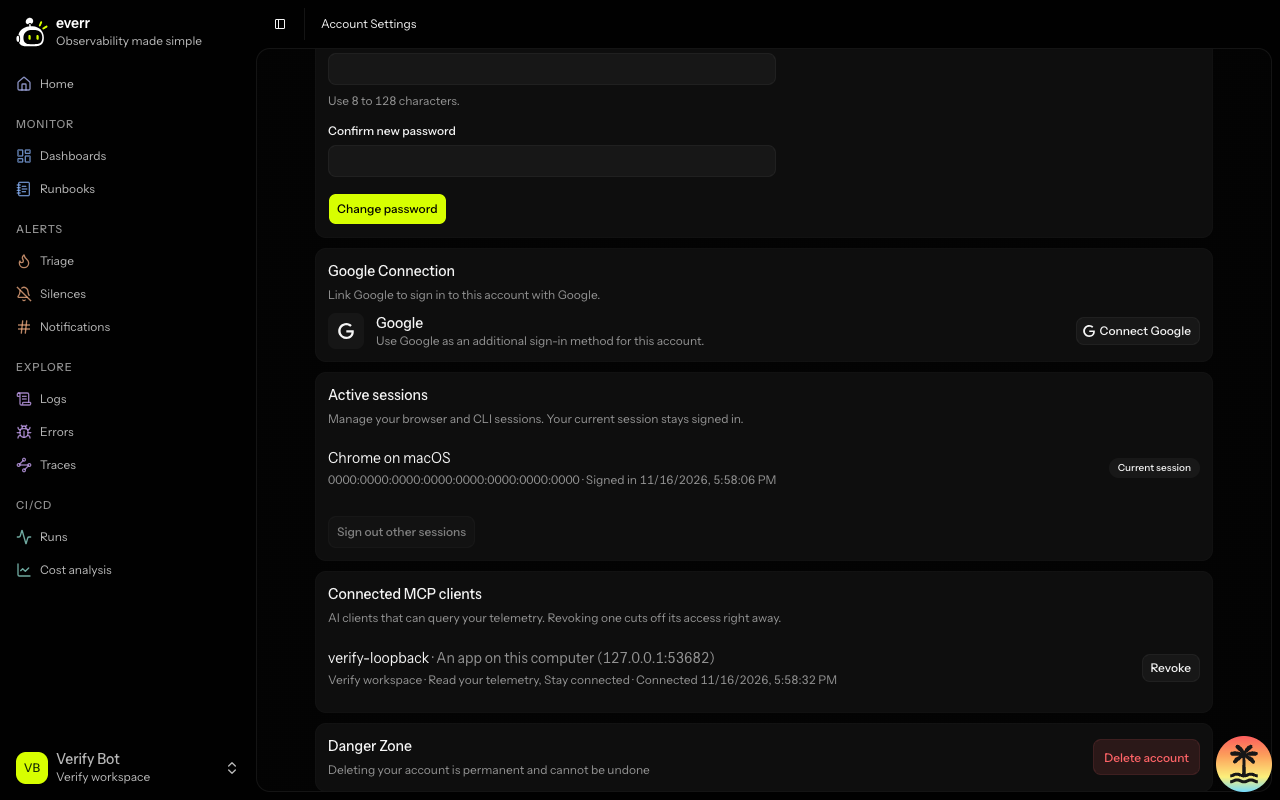 everr
Observability made simple
Account Settings
Home
MONITOR
Dashboards
Runbooks
ALERTS
Triage
Silences
Notifications
EXPLORE
Logs
Errors
Traces
CI/CD
Runs
Cost analysis
VB
Verify Bot
Verify workspace
Use 8 to 128 characters.
Confirm new password
Change password
Google Connection
Link Google to sign in to this account with Google.
Google
Use Google as an additional sign-in method for this account.
Connect Google
Active sessions
Manage your browser and CLI sessions. Your current session stays signed in.
Chrome on macOS
0000:0000:0000:0000:0000:0000:0000:0000 · Signed in 11/16/2026, 5:58:06 PM
Current session
Sign out other sessions
Connected MCP clients
AI clients that can query your telemetry. Revoking one cuts off its access right away.
verify-loopback · An app on this computer (127.0.0.1:53682)
Verify workspace · Read your telemetry, Stay connected · Connected 11/16/2026, 5:58:32 PM
Revoke
Danger Zone
Deleting your account is permanent and cannot be undone
Delete account